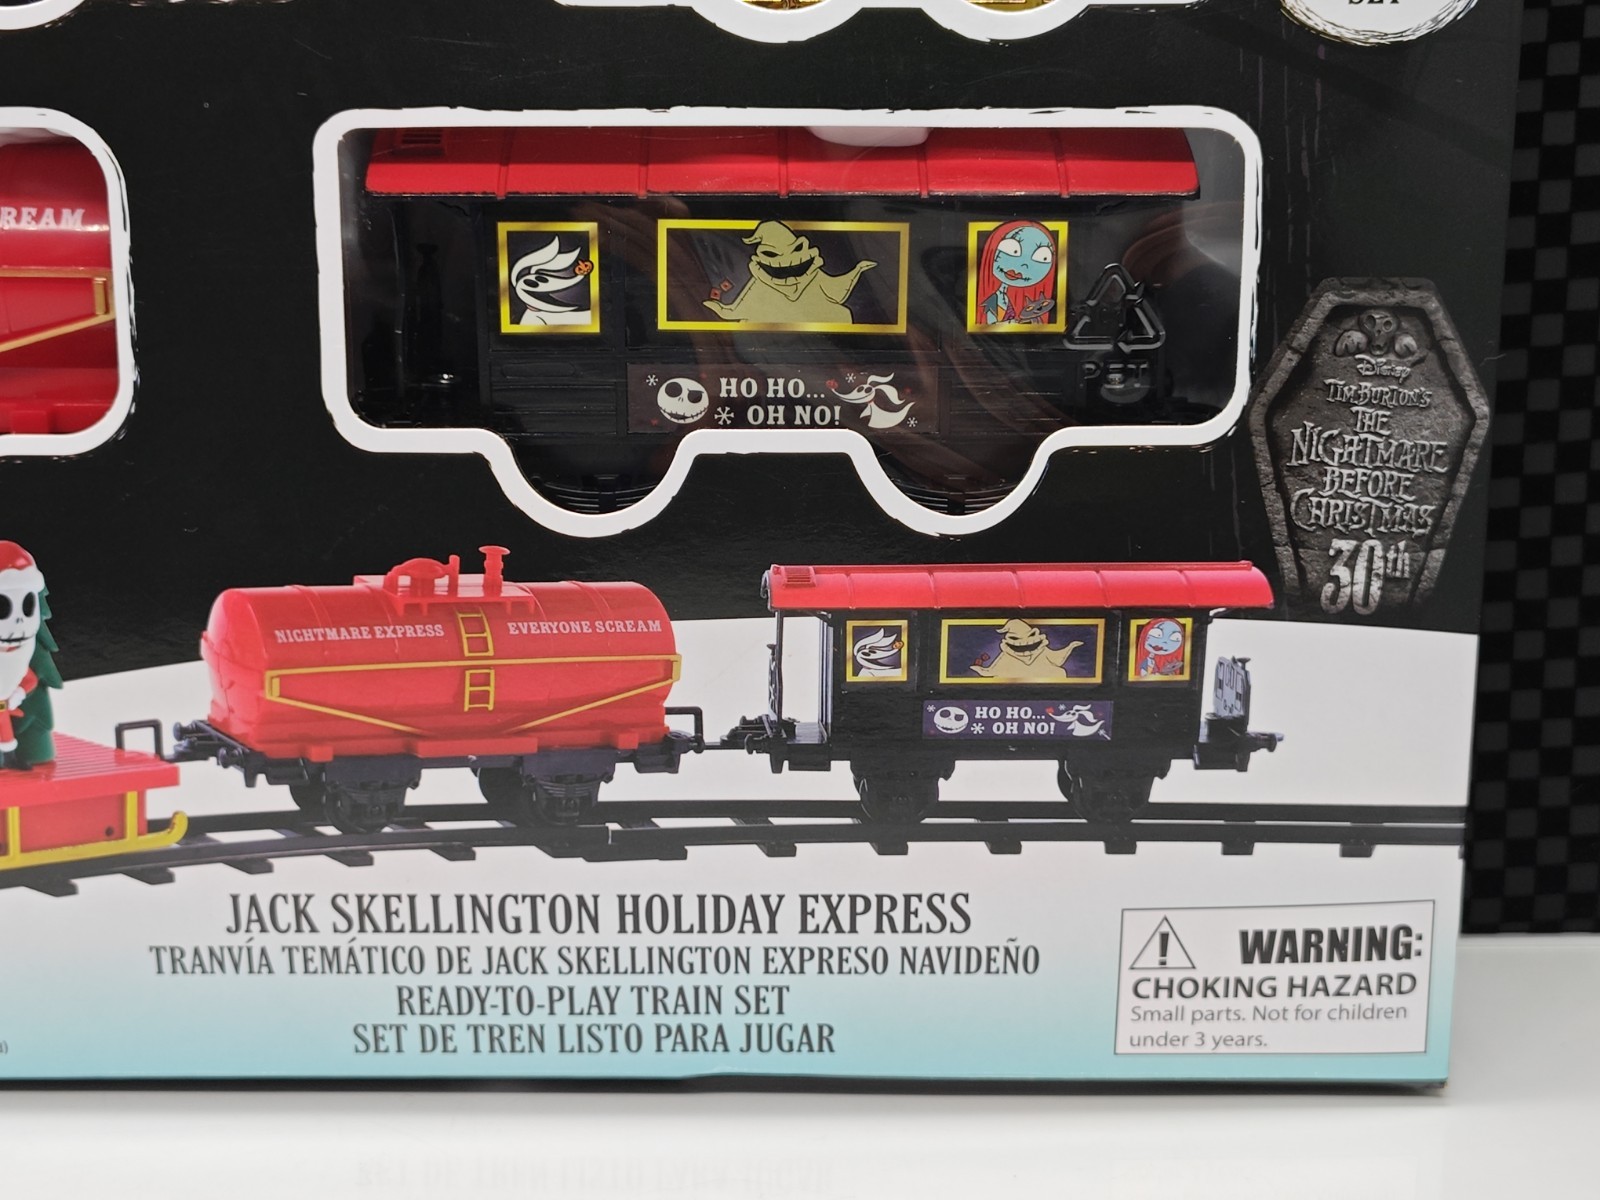 SET
REAM
HO HO...
OH NO!
PET
Disney
TIM BURTON'S
THE
NIGHTMARE
BEFORE
CHRISTMAS
30th
NIGHTMARE EXPRESS EVERYONE SCREAM
HO HO...
OH NO!
JACK SKELLINGTON HOLIDAY EXPRESS
TRANVÍA TEMÁTICO DE JACK SKELLINGTON EXPRESO NAVIDEÑO
READY-TO-PLAY TRAIN SET
SET DE TREN LISTO PARA JUGAR
WARNING:
CHOKING HAZARD
Small parts. Not for children
under 3 years.